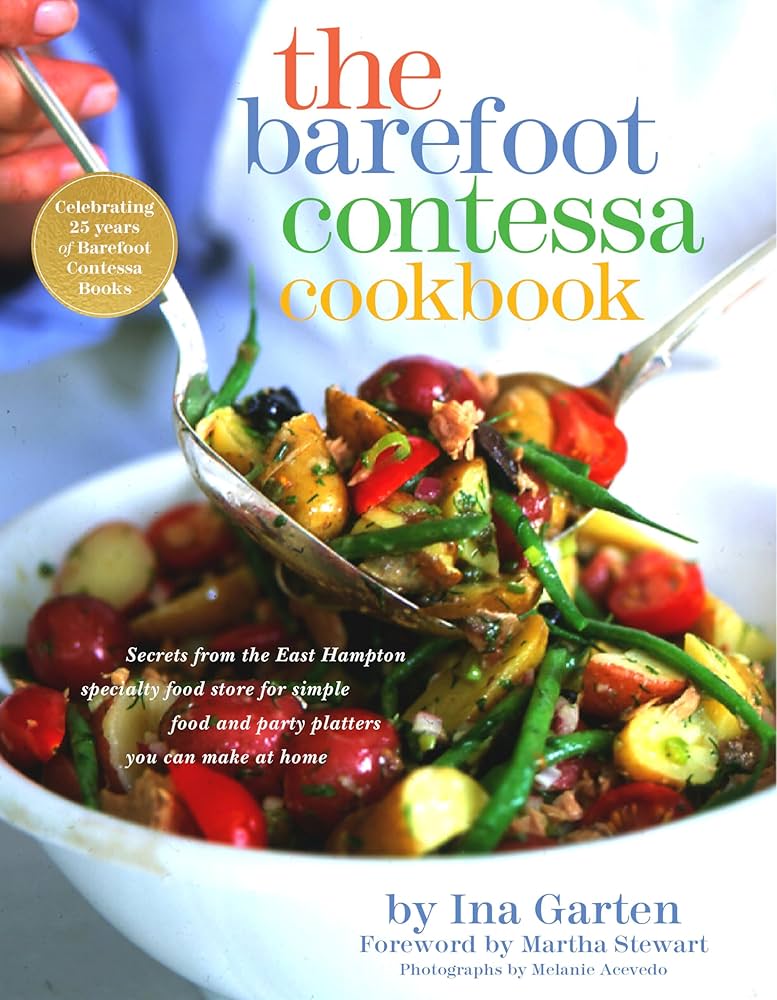 the
barefoot
contessa
cookbook
Celebrating
25 years
of Barefoot
Contessa
Books
Secrets from the East Hampton
specialty food store for simple
food and party platters
you can make at home
by Ina Garten
Foreword by Martha Stewart
Photographs by Melanie Acevedo